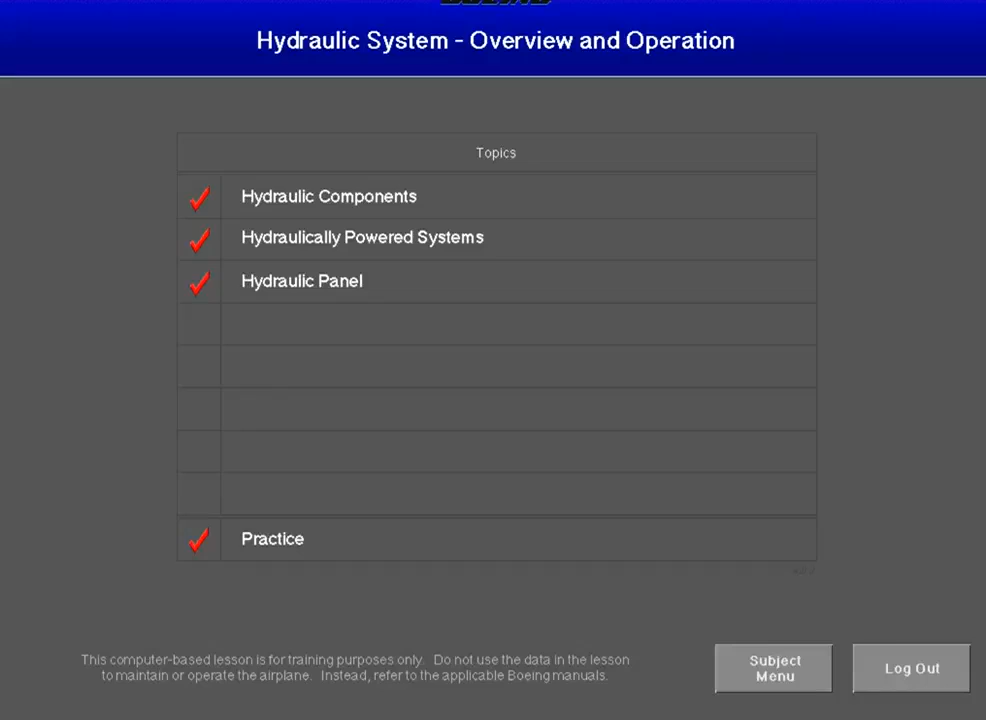 Hydraulic System - Overview and Operation
Topics
Hydraulic Components
Hydraulically Powered Systems
Hydraulic Panel
Practice
This computer-based lesson is for training purposes only. Do not use the data in the lesson
to maintain or operate the airplane. Instead, refer to the applicable Boeing manuals.
Subject
Menu
Log Out